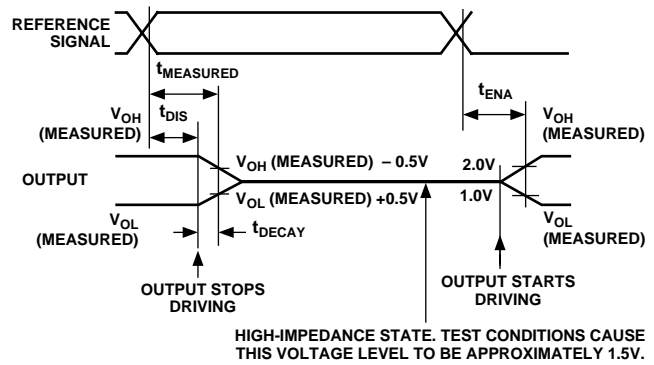 REFERENCE
SIGNAL
tMEASURED
tENA
VOH
(MEASURED)
tDIS
VOH
(MEASURED)
VOH (MEASURED) – 0.5V
2.0V
OUTPUT
VOL (MEASURED) +0.5V
1.0V
VOL
(MEASURED)
tDECAY
VOL
(MEASURED)
OUTPUT STOPS
DRIVING
OUTPUT STARTS
DRIVING
HIGH-IMPEDANCE STATE. TEST CONDITIONS CAUSE
THIS VOLTAGE LEVEL TO BE APPROXIMATELY 1.5V.